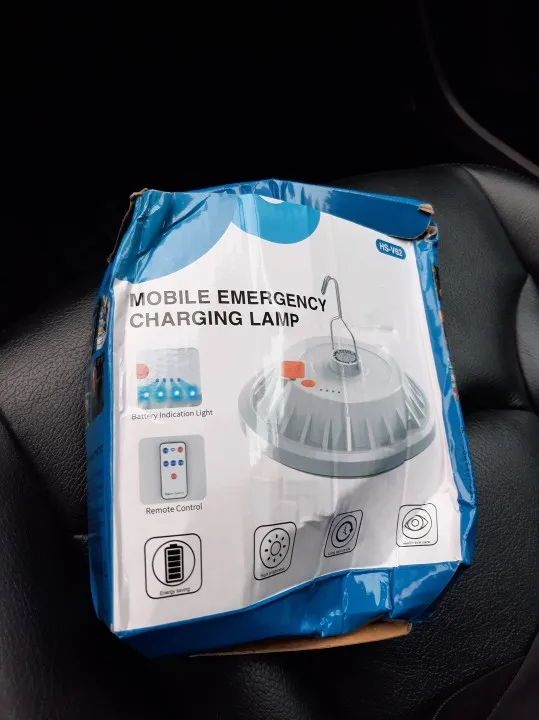 HS-V62
MOBILE EMERGENCY
CHARGING LAMP
Battery Indication Light
Remote Control
Energy saving